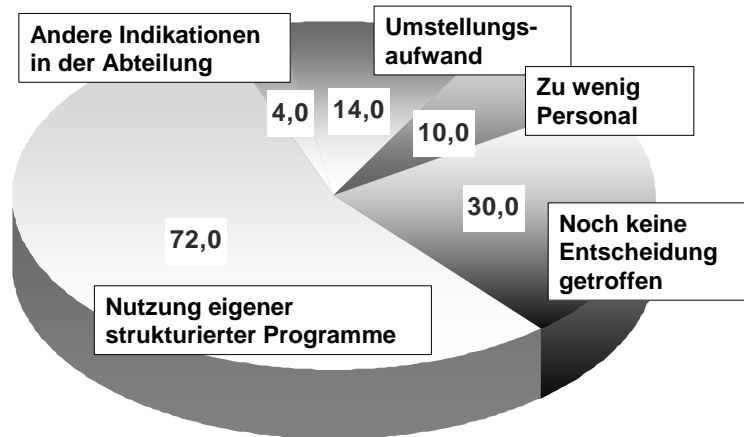 Andere Indikationen
in der Abteilung
Umstellungs-
aufwand
Zu wenig
Personal
4,0
14,0
10,0
30,0
Noch keine
Entscheidung
getroffen
72,0
Nutzung eigener
strukturierter Programme